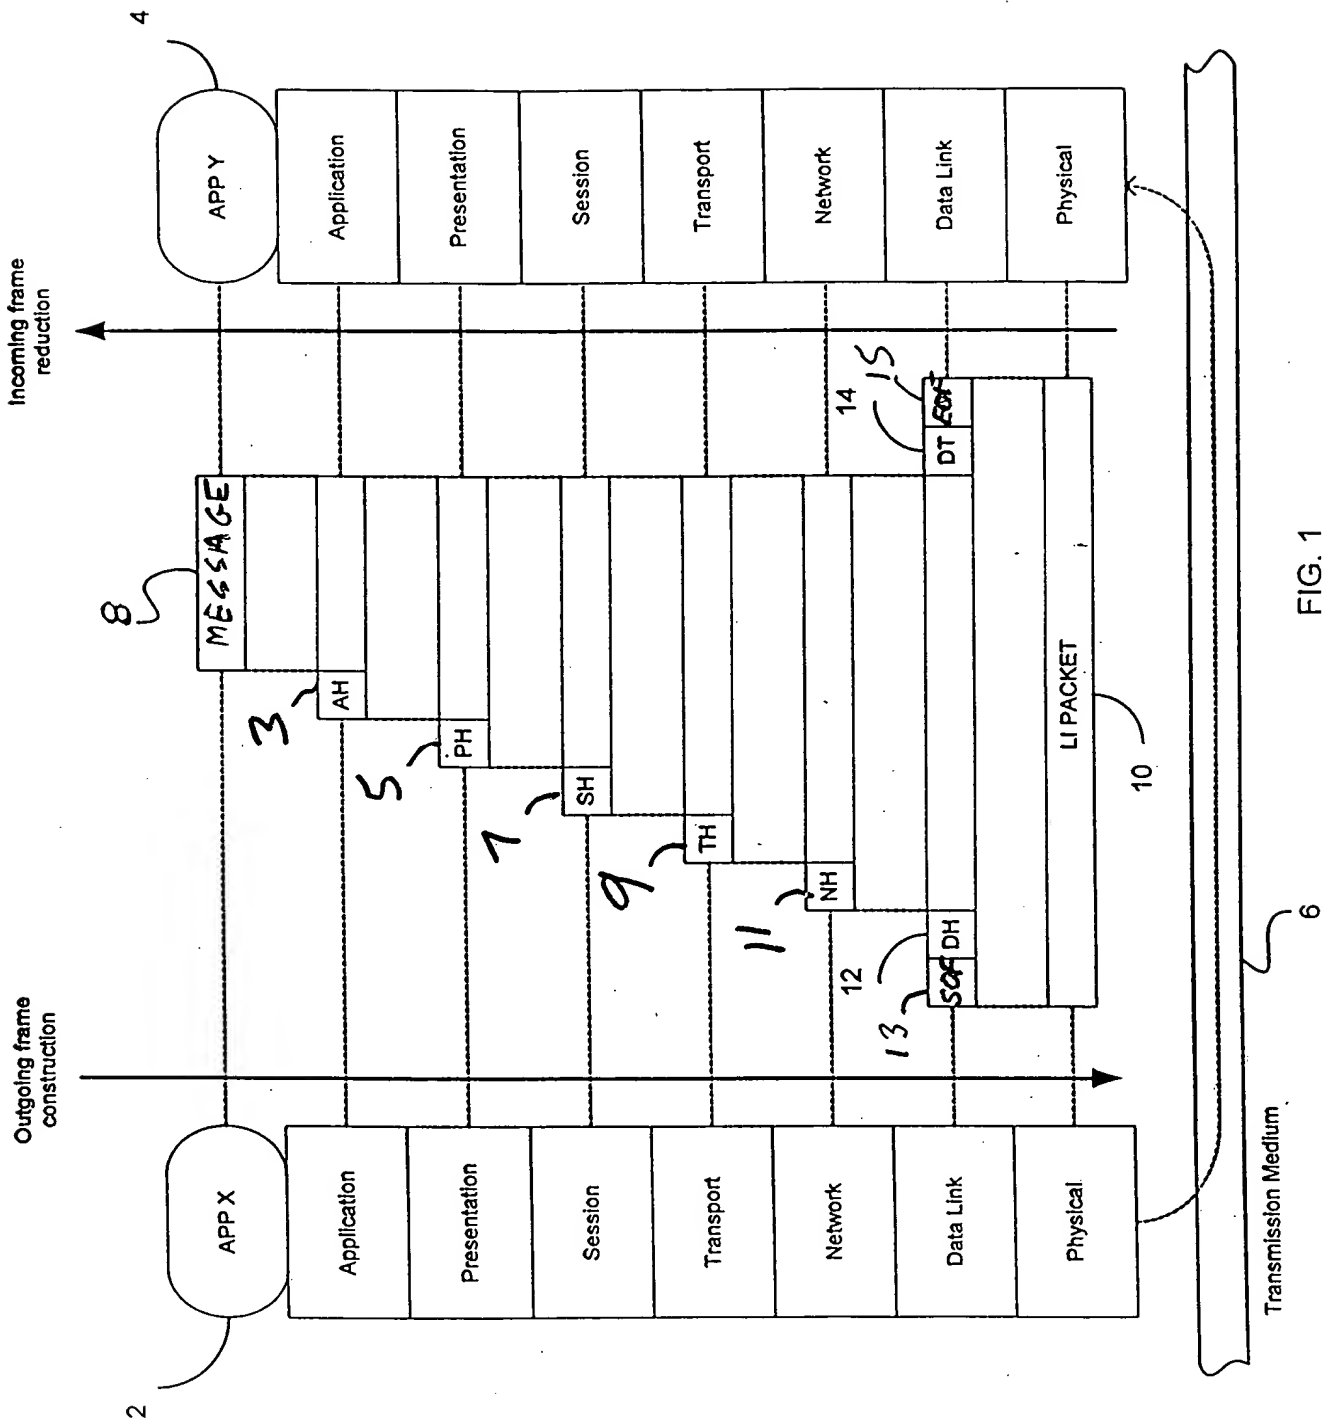 Outgoing frame
construction
Incoming frame
reduction
2
APP X
8
MESSAGE
APP Y
4
Application
3
AH
Application
Presentation
5
PH
Presentation
Session
7
SH
Session
Transport
9
TH
Transport
Network
11
NH
Network
Data Link
13
SOF
12
DH
DT
14
EOF
15
Data Link
Physical
LI PACKET
10
Physical
Transmission Medium
6
FIG. 1